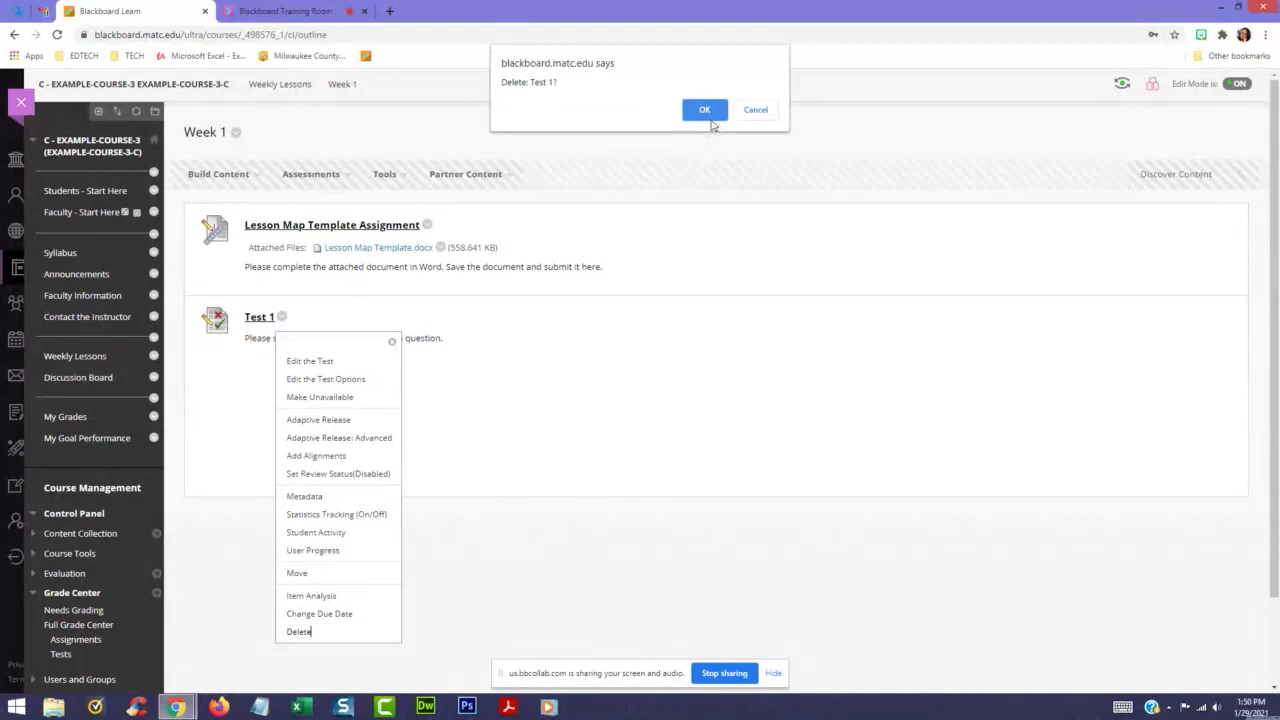 Blackboard Learn
Blackboard Training Room
blackboard.matc.edu/ultra/courses/_498576_1/cl/outline
Apps
EDTECH
TECH
Microsoft Excel - Ex...
Milwaukee County...
Other bookmarks
blackboard.matc.edu says
Delete: Test 1?
OK
Cancel
C - EXAMPLE-COURSE-3 EXAMPLE-COURSE-3-C
Weekly Lessons
Week 1
Edit Mode is:
ON
C - EXAMPLE-COURSE-3
(EXAMPLE-COURSE-3-C)
Students - Start Here
Faculty - Start Here
Syllabus
Announcements
Faculty Information
Contact the Instructor
Weekly Lessons
Discussion Board
My Grades
My Goal Performance
Course Management
Control Panel
Content Collection
Course Tools
Evaluation
Grade Center
Needs Grading
Full Grade Center
Assignments
Tests
Users and Groups
Week 1
Build Content
Assessments
Tools
Partner Content
Discover Content
Lesson Map Template Assignment
Attached Files:
Lesson Map Template.docx
(558.641 KB)
Please complete the attached document in Word. Save the document and submit it here.
Test 1
Please
question.
Edit the Test
Edit the Test Options
Make Unavailable
Adaptive Release
Adaptive Release: Advanced
Add Alignments
Set Review Status(Disabled)
Metadata
Statistics Tracking (On/Off)
Student Activity
User Progress
Move
Item Analysis
Change Due Date
Delete
us.bbcollab.com is sharing your screen and audio.
Stop sharing
Hide
1:50 PM
1/29/2021